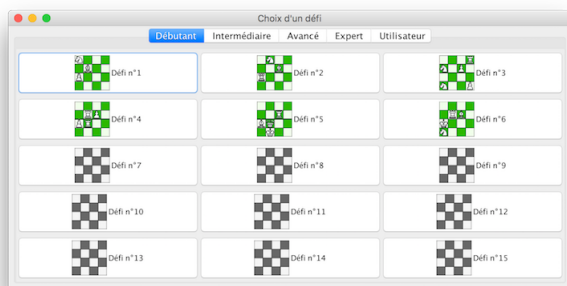 Choix d'un défi
Débutant Intermédiaire Avancé Expert Utilisateur
Défi n°1 Défi n°2 Défi n°3
Défi n°4 Défi n°5 Défi n°6
Défi n°7 Défi n°8 Défi n°9
Défi n°10 Défi n°11 Défi n°12
Défi n°13 Défi n°14 Défi n°15